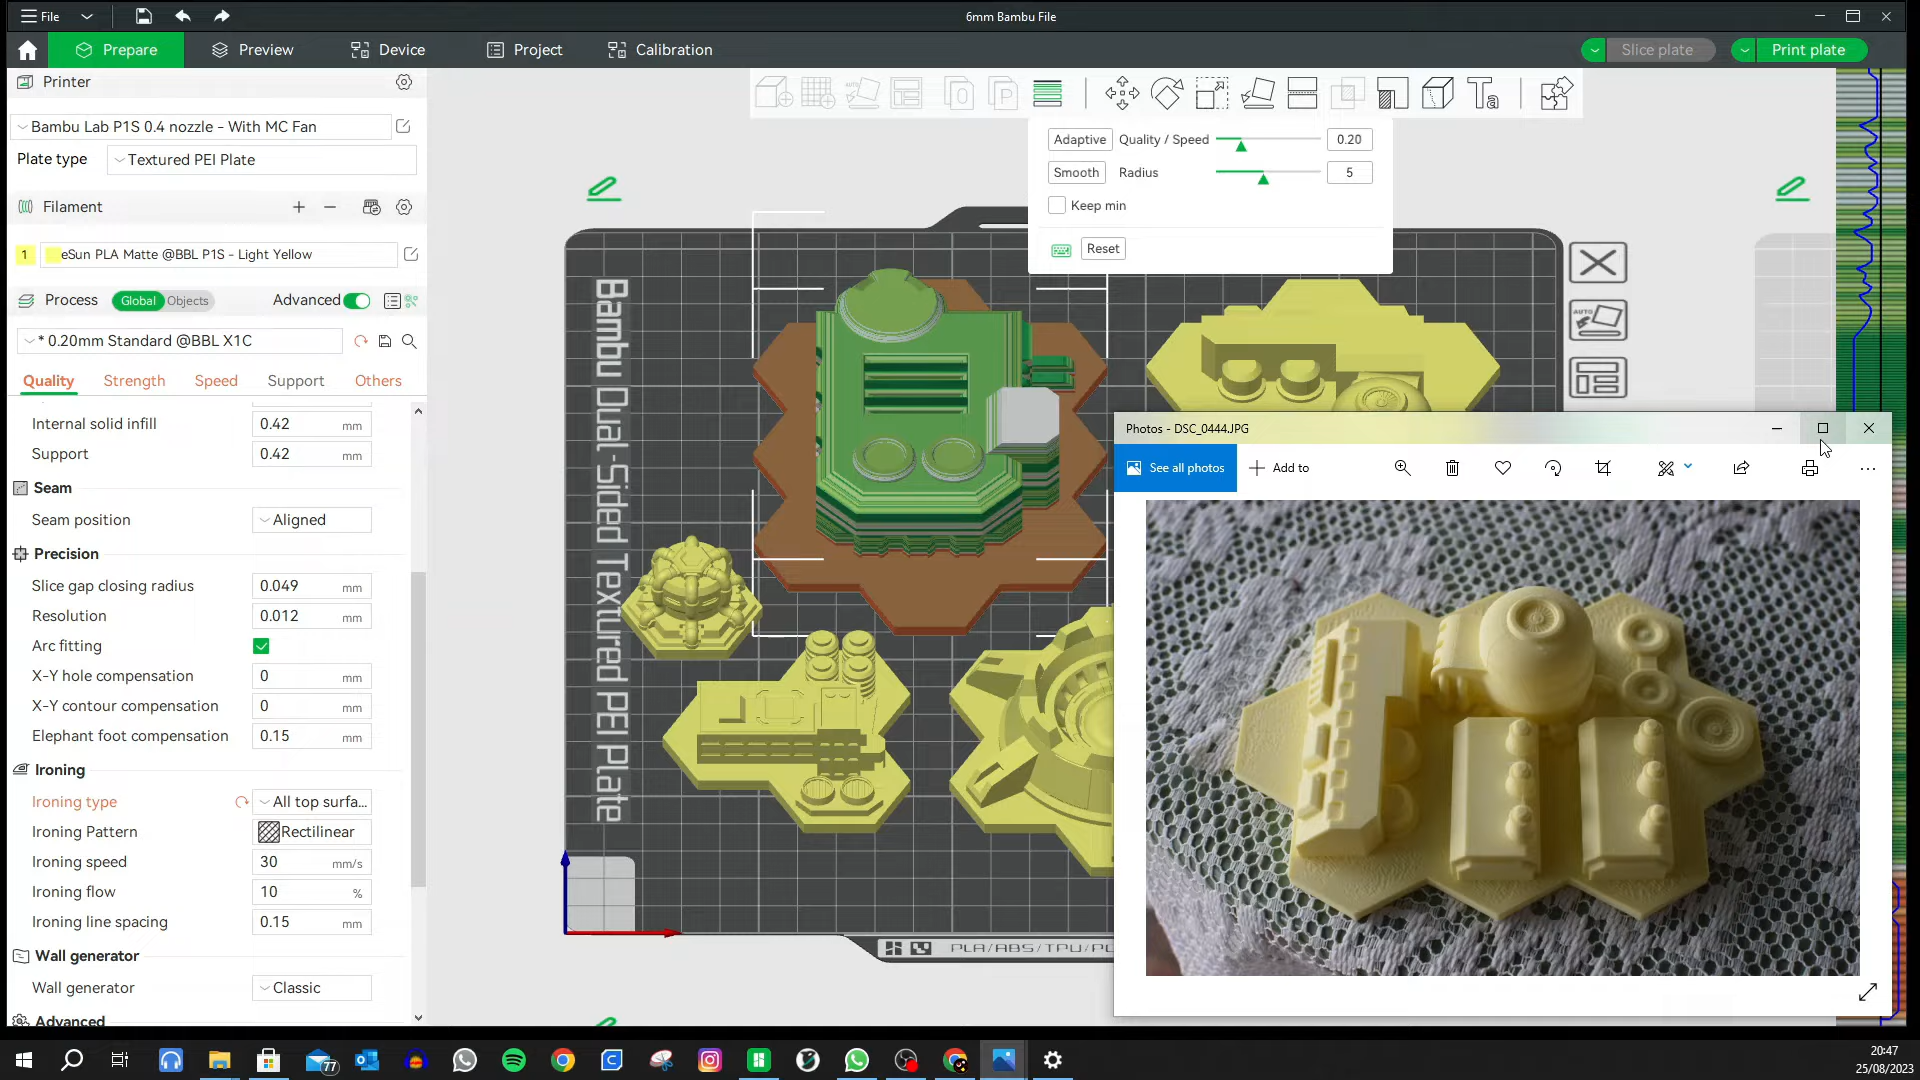 File
6mm Bambu File
Prepare
Preview
Device
Project
Calibration
Slice plate
Print plate
Printer
Bambu Lab P1S 0.4 nozzle - With MC Fan
Plate type
Textured PEI Plate
Filament
1
eSun PLA Matte @BBL P1S - Light Yellow
Process
Global
Objects
Advanced
* 0.20mm Standard @BBL X1C
Quality
Strength
Speed
Support
Others
Internal solid infill 0.42 mm
Support 0.42 mm
Seam
Seam position Aligned
Precision
Slice gap closing radius 0.049 mm
Resolution 0.012 mm
Arc fitting
X-Y hole compensation 0 mm
X-Y contour compensation 0 mm
Elephant foot compensation 0.15 mm
Ironing
Ironing type All top surfa...
Ironing Pattern Rectilinear
Ironing speed 30 mm/s
Ironing flow 10 %
Ironing line spacing 0.15 mm
Wall generator
Wall generator Classic
Advanced
Adaptive Quality / Speed 0.20
Smooth Radius 5
Keep min
Reset
Bambu Dual-Sided Textured PEI Plate
AUTO
PLA/ABS/TPU/P
Photos - DSC_0444.JPG
See all photos
Add to
77
20:47
25/08/2023